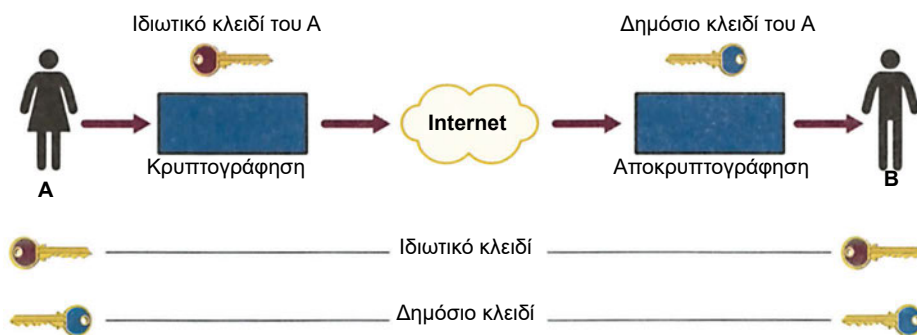 Ιδιωτικό κλειδί του Α
Δημόσιο κλειδί του Α
Internet
Κρυπτογράφηση
Αποκρυπτογράφηση
A
B
Ιδιωτικό κλειδί
Δημόσιο κλειδί